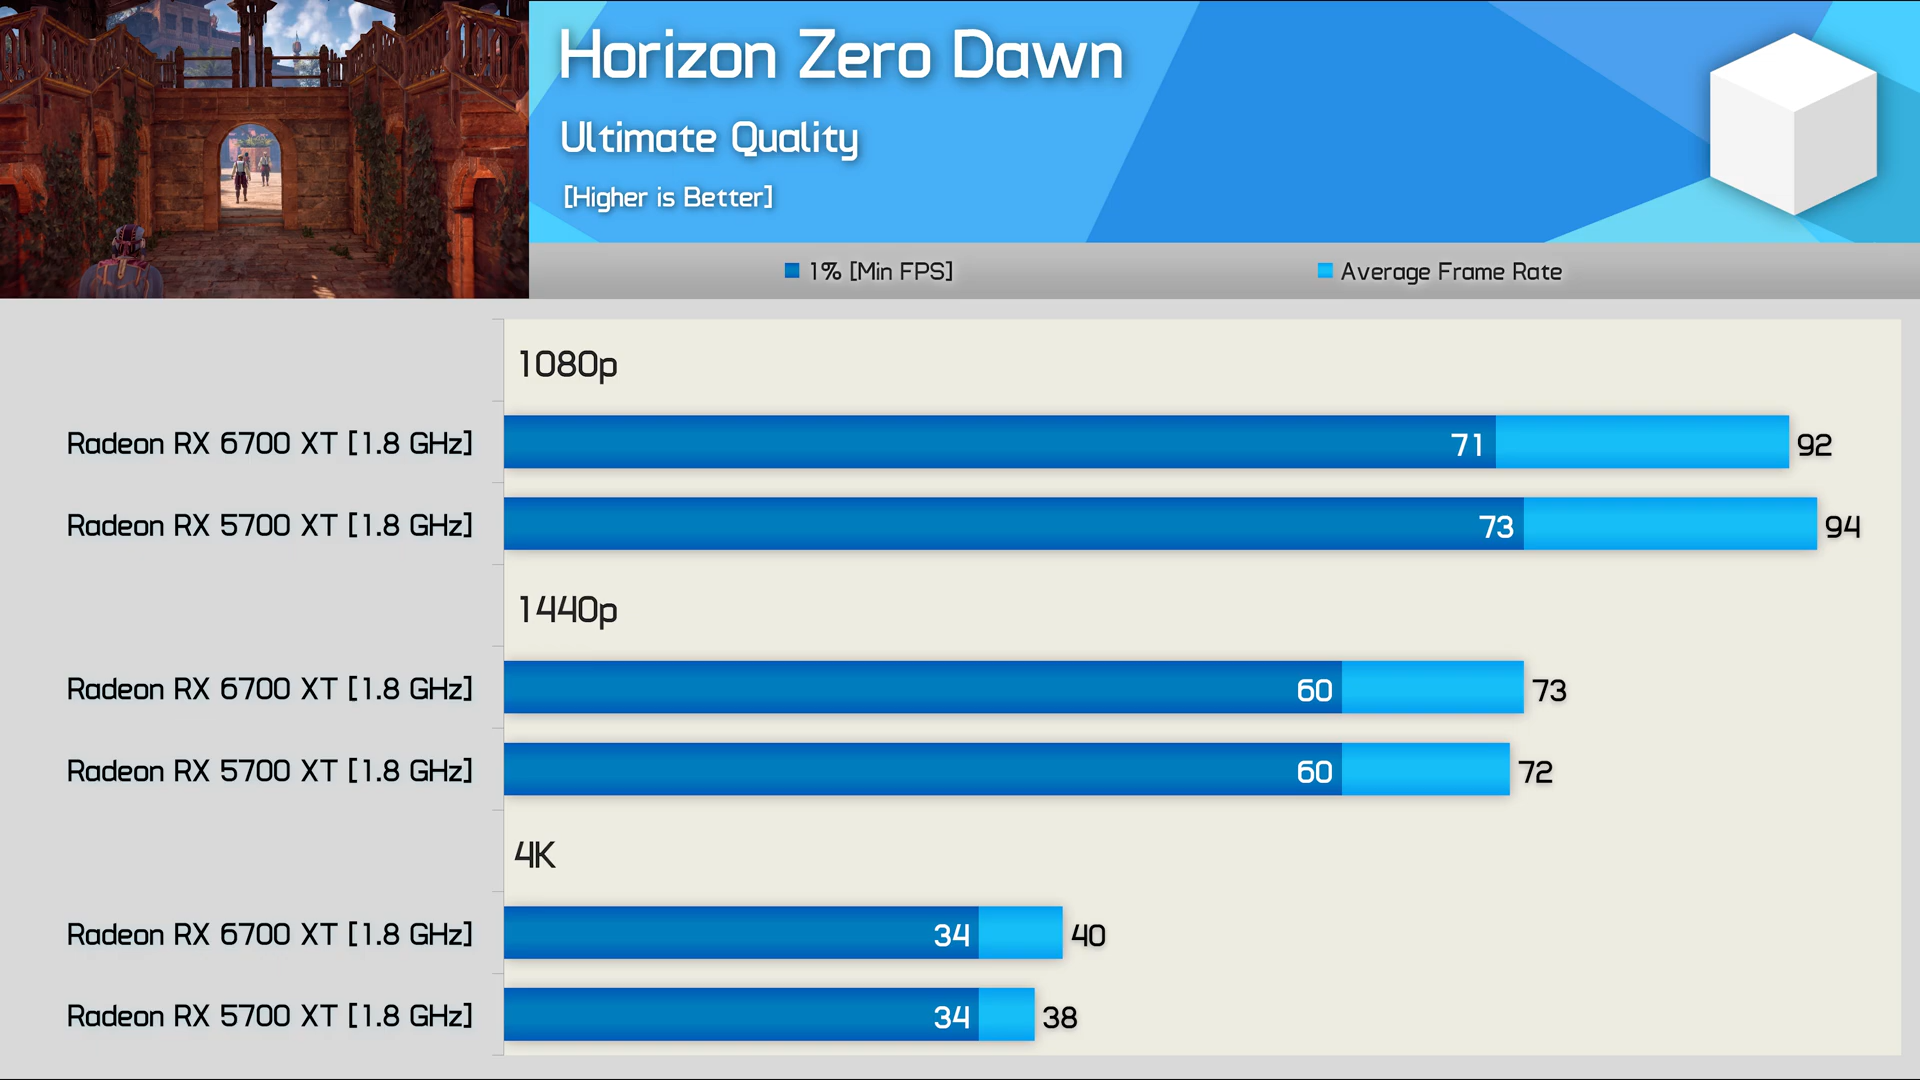 Horizon Zero Dawn
Ultimate Quality
[Higher is Better]
1% [Min FPS]
Average Frame Rate
1080p
Radeon RX 6700 XT [1.8 GHz]
71
92
Radeon RX 5700 XT [1.8 GHz]
73
94
1440p
Radeon RX 6700 XT [1.8 GHz]
60
73
Radeon RX 5700 XT [1.8 GHz]
60
72
4K
Radeon RX 6700 XT [1.8 GHz]
34
40
Radeon RX 5700 XT [1.8 GHz]
34
38